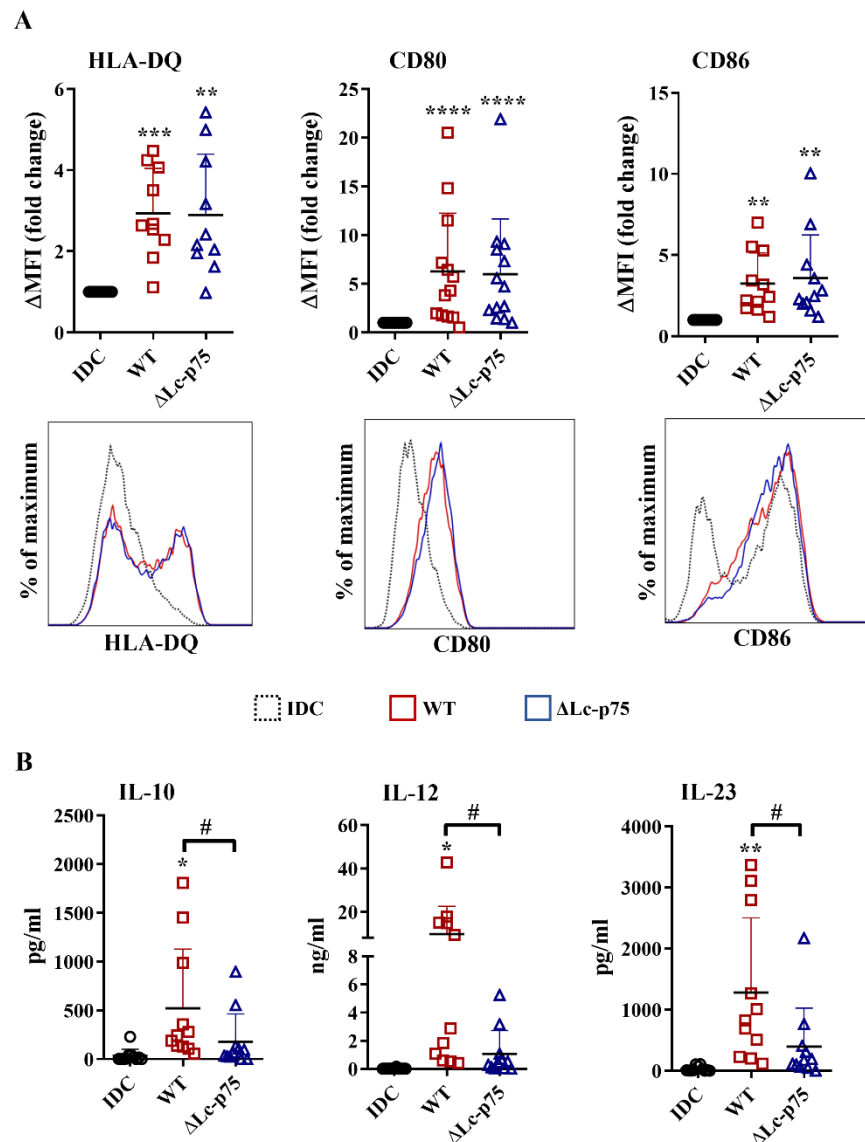 A
HLA-DQ
CD80
CD86
ΔMFI (fold change)
6
4
2
0
***
**
IDC
WT
ΔLc-p75
ΔMFI (fold change)
25
20
15
10
5
0
****
****
IDC
WT
ΔLc-p75
ΔMFI (fold change)
15
10
5
0
**
**
IDC
WT
ΔLc-p75
% of maximum
HLA-DQ
% of maximum
CD80
% of maximum
CD86
IDC
WT
ΔLc-p75
B
IL-10
IL-12
IL-23
pg/ml
2500
2000
1500
1000
500
0
*
#
IDC
WT
ΔLc-p75
ng/ml
60
40
20
8
6
4
2
0
*
#
IDC
WT
ΔLc-p75
pg/ml
4000
3000
2000
1000
0
**
#
IDC
WT
ΔLc-p75